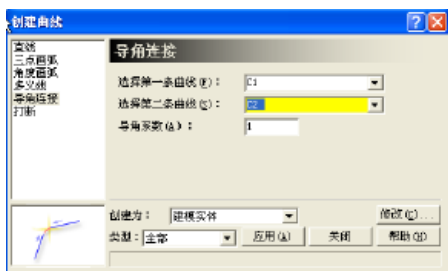 创建曲线
直线
三点画弧
角度画弧
多义线
导角连接
打断
导角连接
选择第一条曲线(F): C1
选择第二条曲线(S): C2
导角系数(A): 1
创建为: 建模实体
修改(C)...
类型: 全部
应用(A)
关闭
帮助(H)